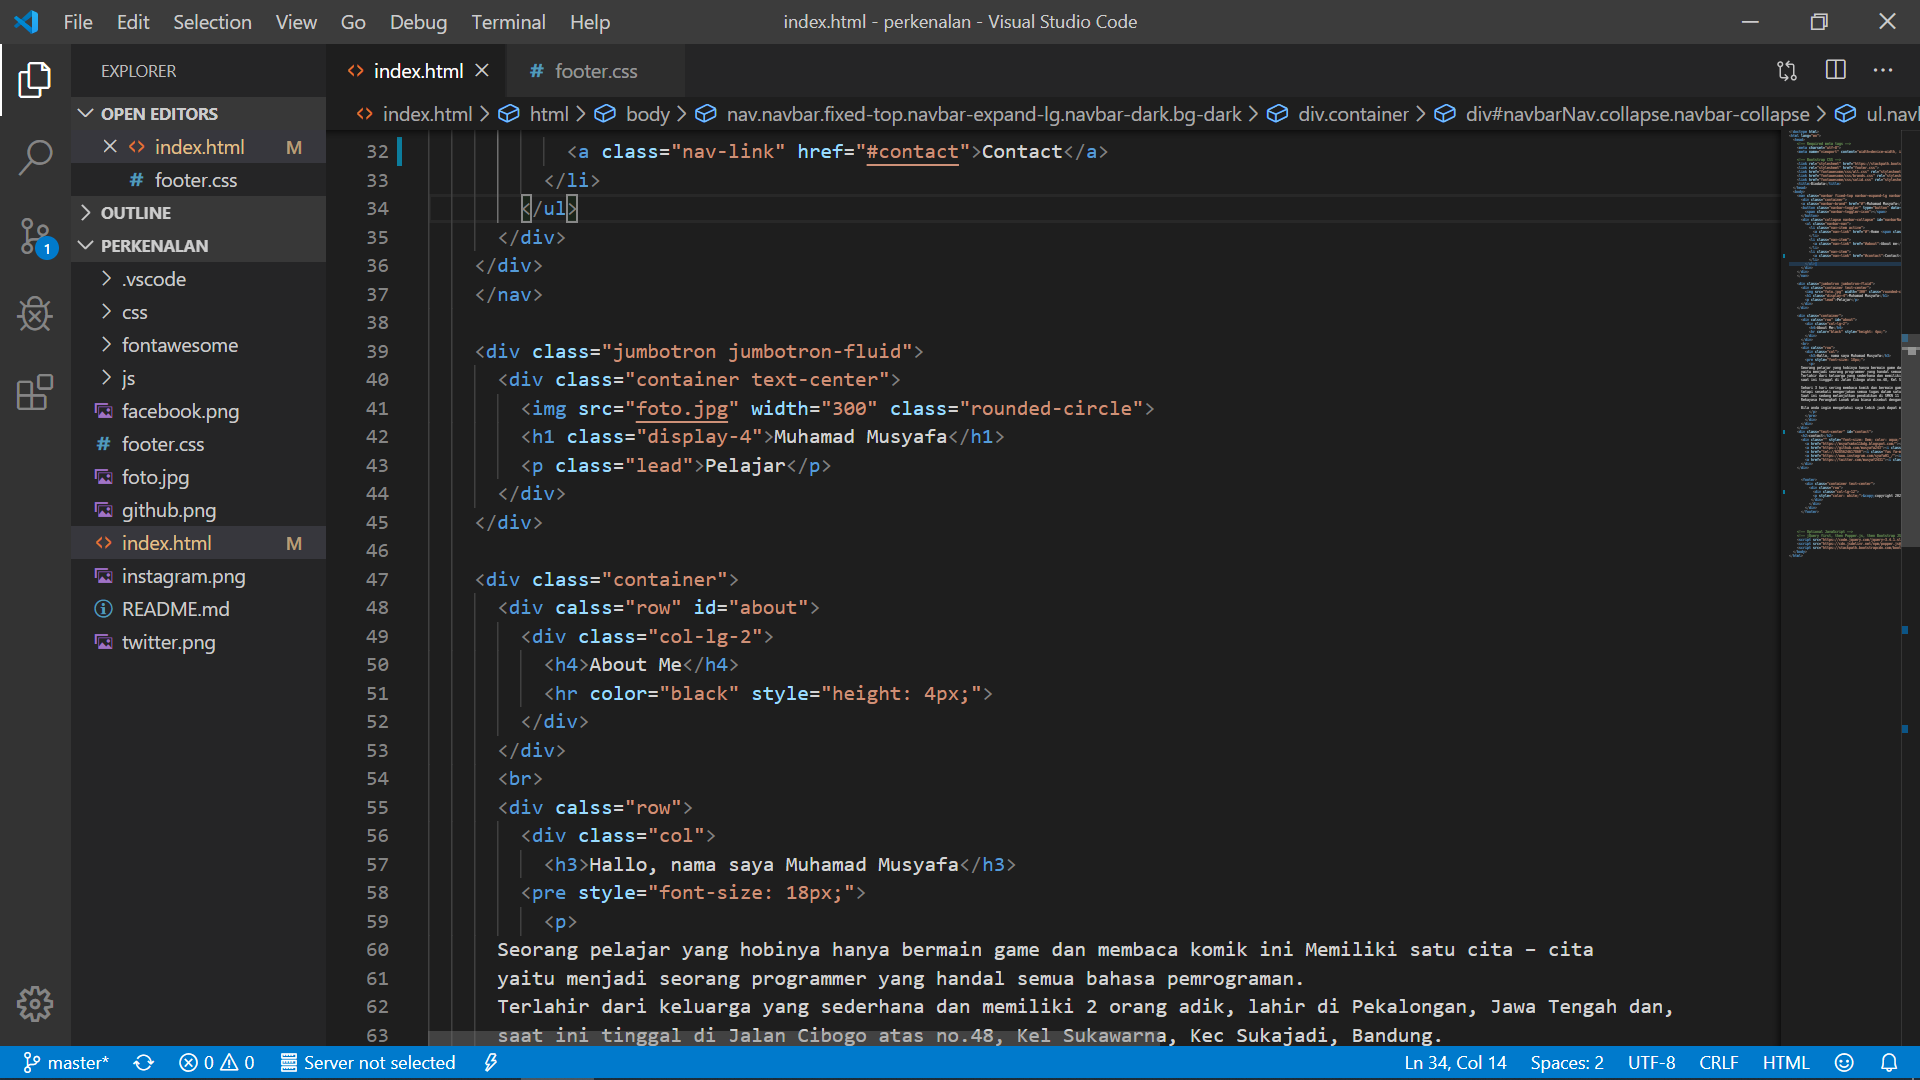 File Edit Selection View Go Debug Terminal Help
index.html - perkenalan - Visual Studio Code
EXPLORER
OPEN EDITORS
index.html M
footer.css
OUTLINE
PERKENALAN
.vscode
css
fontawesome
js
facebook.png
footer.css
foto.jpg
github.png
index.html M
instagram.png
README.md
twitter.png
1
index.html
footer.css
index.html > html > body > nav.navbar.fixed-top.navbar-expand-lg.navbar-dark.bg-dark > div.container > div#navbarNav.collapse.navbar-collapse > ul.navl
32 <a class="nav-link" href="#contact">Contact</a>
33 </li>
34 </ul>
35 </div>
36 </div>
37 </nav>
38
39 <div class="jumbotron jumbotron-fluid">
40 <div class="container text-center">
41 <img src="foto.jpg" width="300" class="rounded-circle">
42 <h1 class="display-4">Muhamad Musyafa</h1>
43 <p class="lead">Pelajar</p>
44 </div>
45 </div>
46
47 <div class="container">
48 <div calss="row" id="about">
49 <div class="col-lg-2">
50 <h4>About Me</h4>
51 <hr color="black" style="height: 4px;">
52 </div>
53 </div>
54 <br>
55 <div calss="row">
56 <div class="col">
57 <h3>Hallo, nama saya Muhamad Musyafa</h3>
58 <pre style="font-size: 18px;">
59 <p>
60 Seorang pelajar yang hobinya hanya bermain game dan membaca komik ini Memiliki satu cita – cita
61 yaitu menjadi seorang programmer yang handal semua bahasa pemrograman.
62 Terlahir dari keluarga yang sederhana dan memiliki 2 orang adik, lahir di Pekalongan, Jawa Tengah dan,
63 saat ini tinggal di Jalan Cibogo atas no.48, Kel Sukawarna, Kec Sukajadi, Bandung.
master* 0 0 Server not selected Ln 34, Col 14 Spaces: 2 UTF-8 CRLF HTML